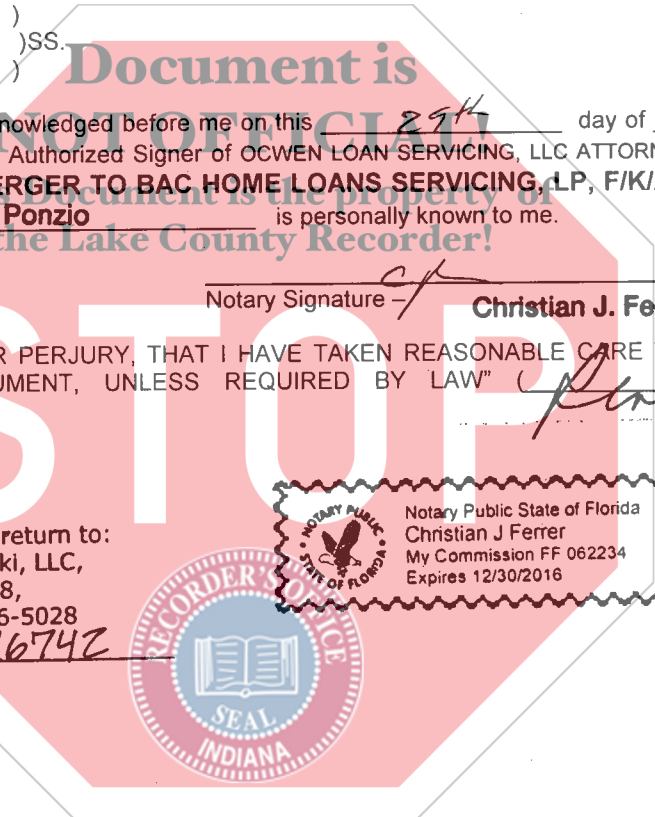 )
)SS.
)
Document is
NOT OFFICIAL!
nowledged before me on this 29th day of
Authorized Signer of OCWEN LOAN SERVICING, LLC ATTORN
ERGER TO BAC HOME LOANS SERVICING, LP, F/K/
s Document is the property of
Ponzio is personally known to me.
the Lake County Recorder!
Notary Signature – Christian J. Fe
R PERJURY, THAT I HAVE TAKEN REASONABLE CARE
UMENT, UNLESS REQUIRED BY LAW” (
STOP
NOTARY PUBLIC
STATE OF FLORIDA
Notary Public State of Florida
Christian J Ferrer
My Commission FF 062234
Expires 12/30/2016
return to:
ki, LLC,
8,
6-5028
6742
RECORDER'S OFFICE
SEAL
INDIANA